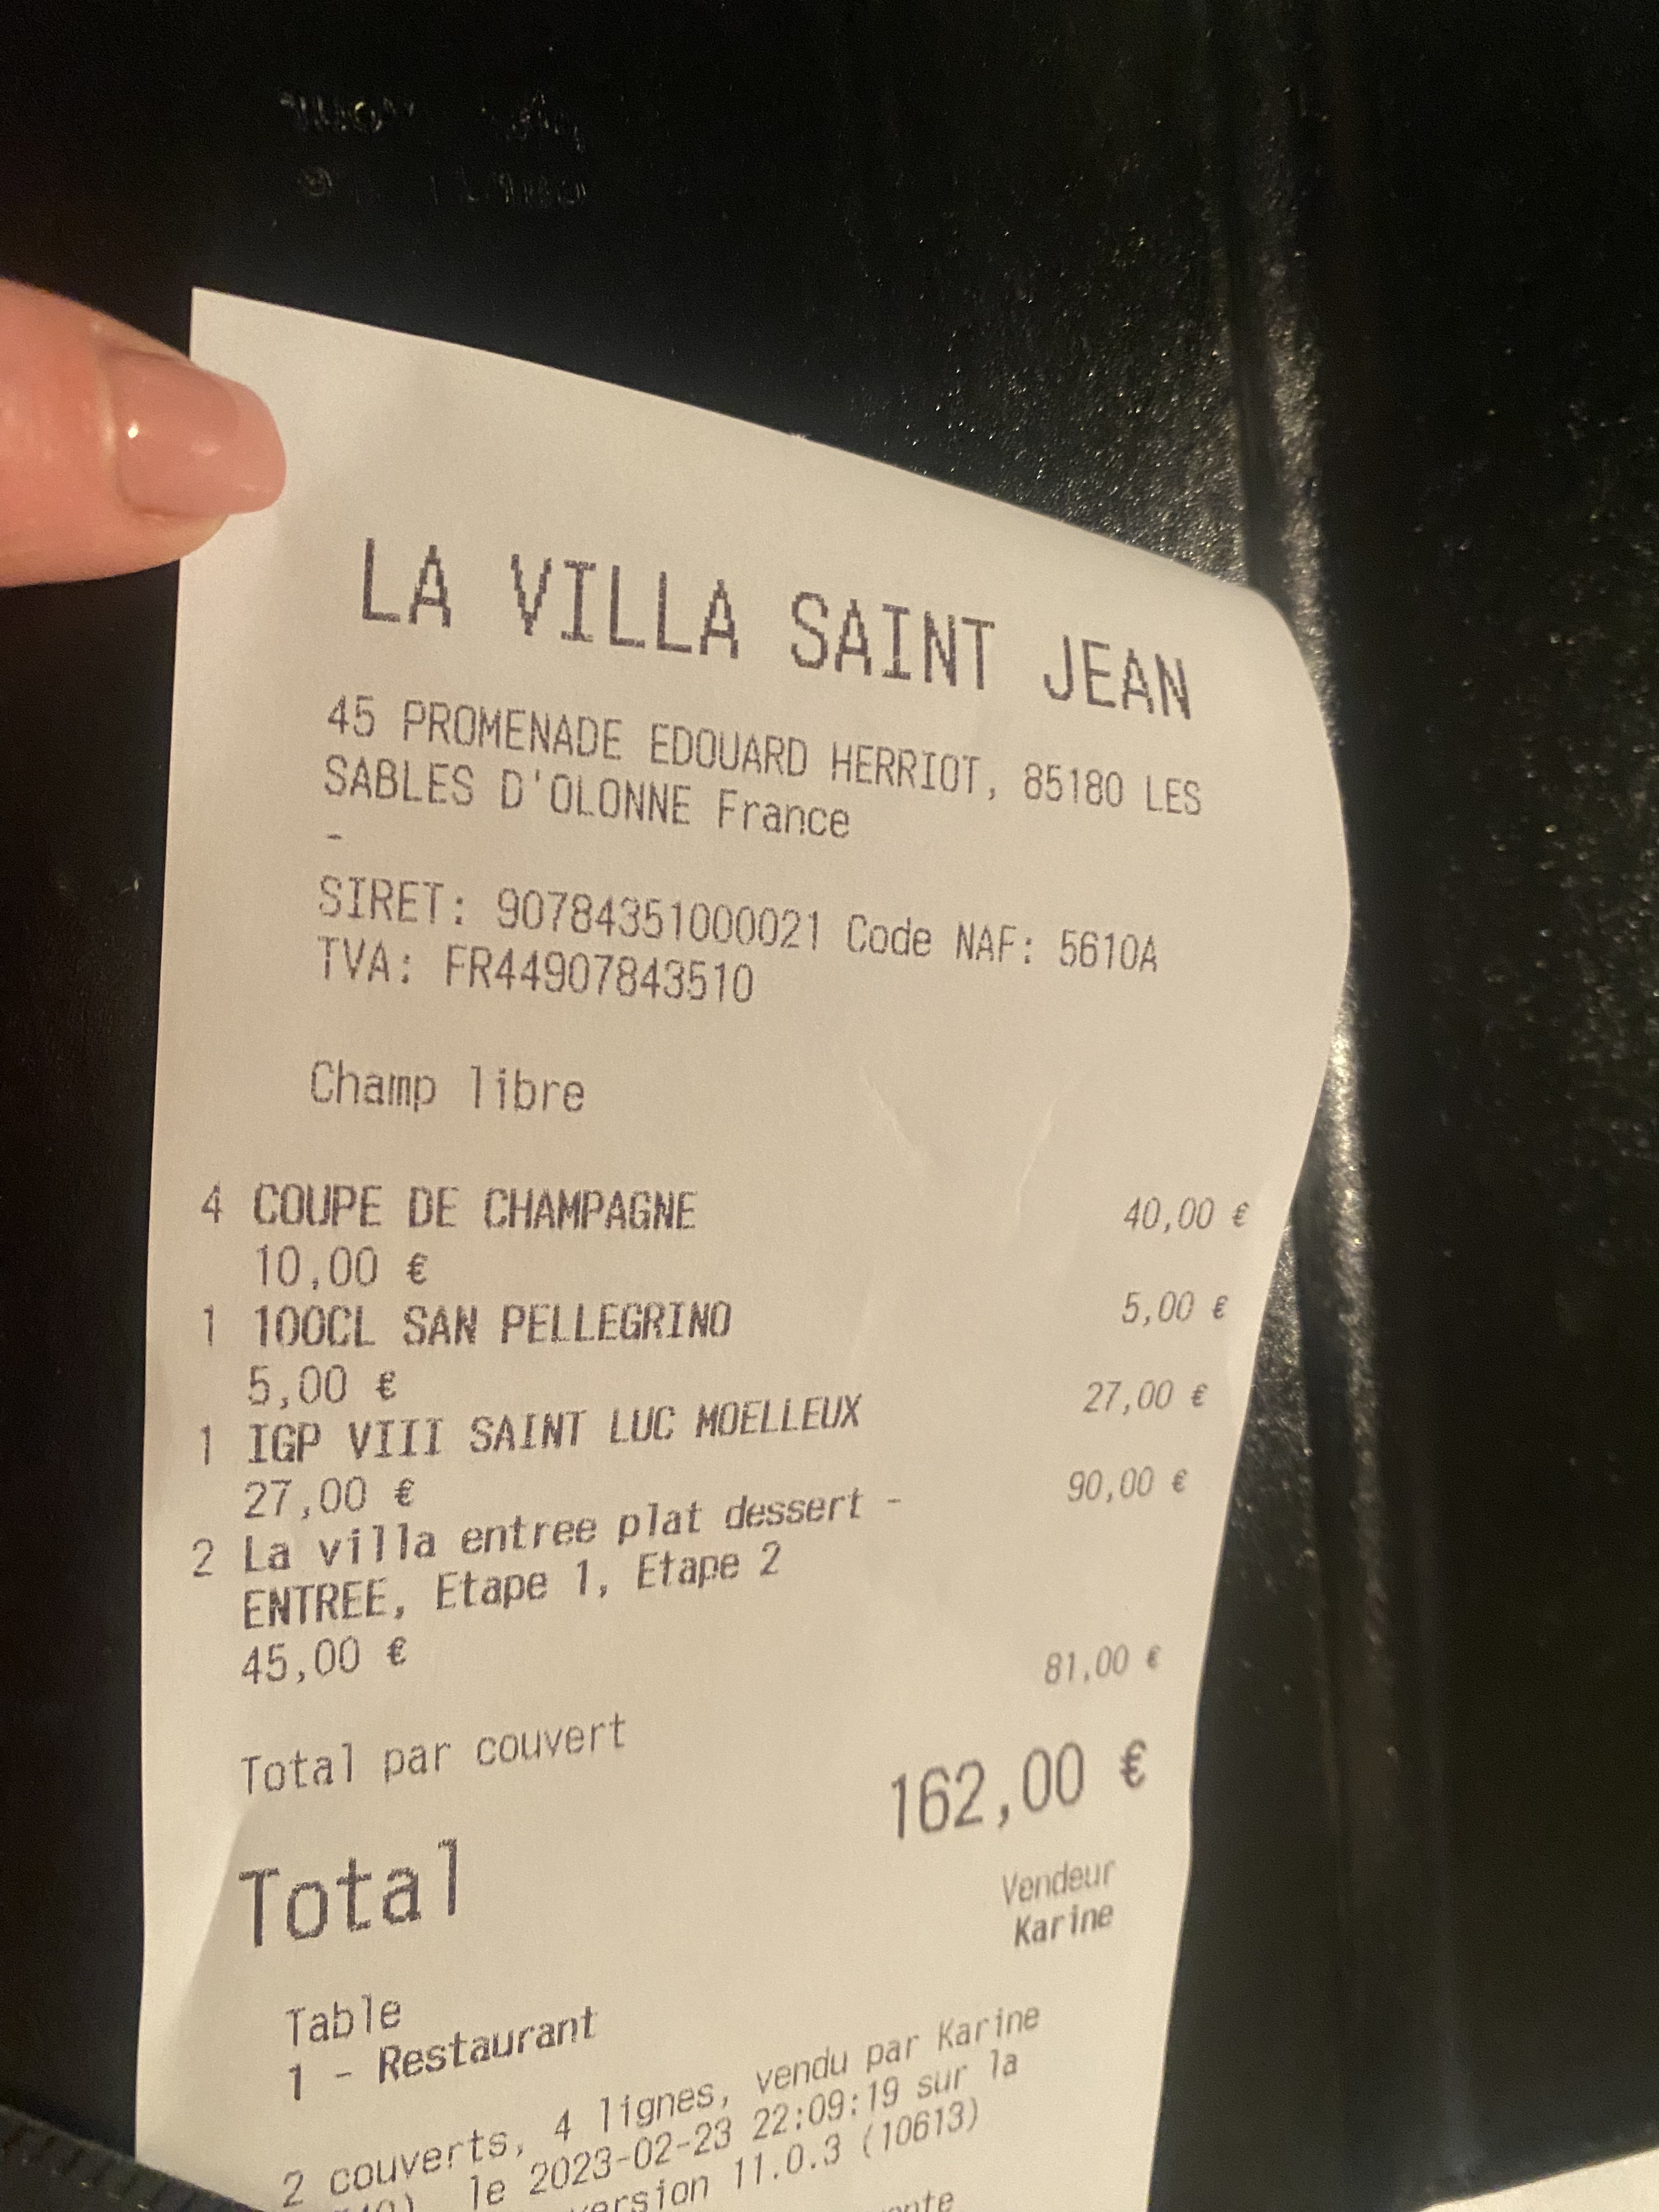 LA VILLA SAINT JEAN
45 PROMENADE EDOUARD HERRIOT, 85180 LES
SABLES D'OLONNE France
-
SIRET: 90784351000021 Code NAF: 5610A
TVA: FR44907843510
Champ libre
4 COUPE DE CHAMPAGNE 40,00 €
10,00 €
1 100CL SAN PELLEGRINO 5,00 €
5,00 €
1 IGP VIII SAINT LUC MOELLEUX 27,00 €
27,00 €
2 La villa entree plat dessert - 90,00 €
ENTREE, Etape 1, Etape 2
45,00 €
Total par couvert 81,00 €
Total 162,00 €
Vendeur
Karine
Table
1 - Restaurant
2 couverts, 4 lignes, vendu par Karine
le 2023-02-23 22:09:19 sur la
11.0.3 (10613)